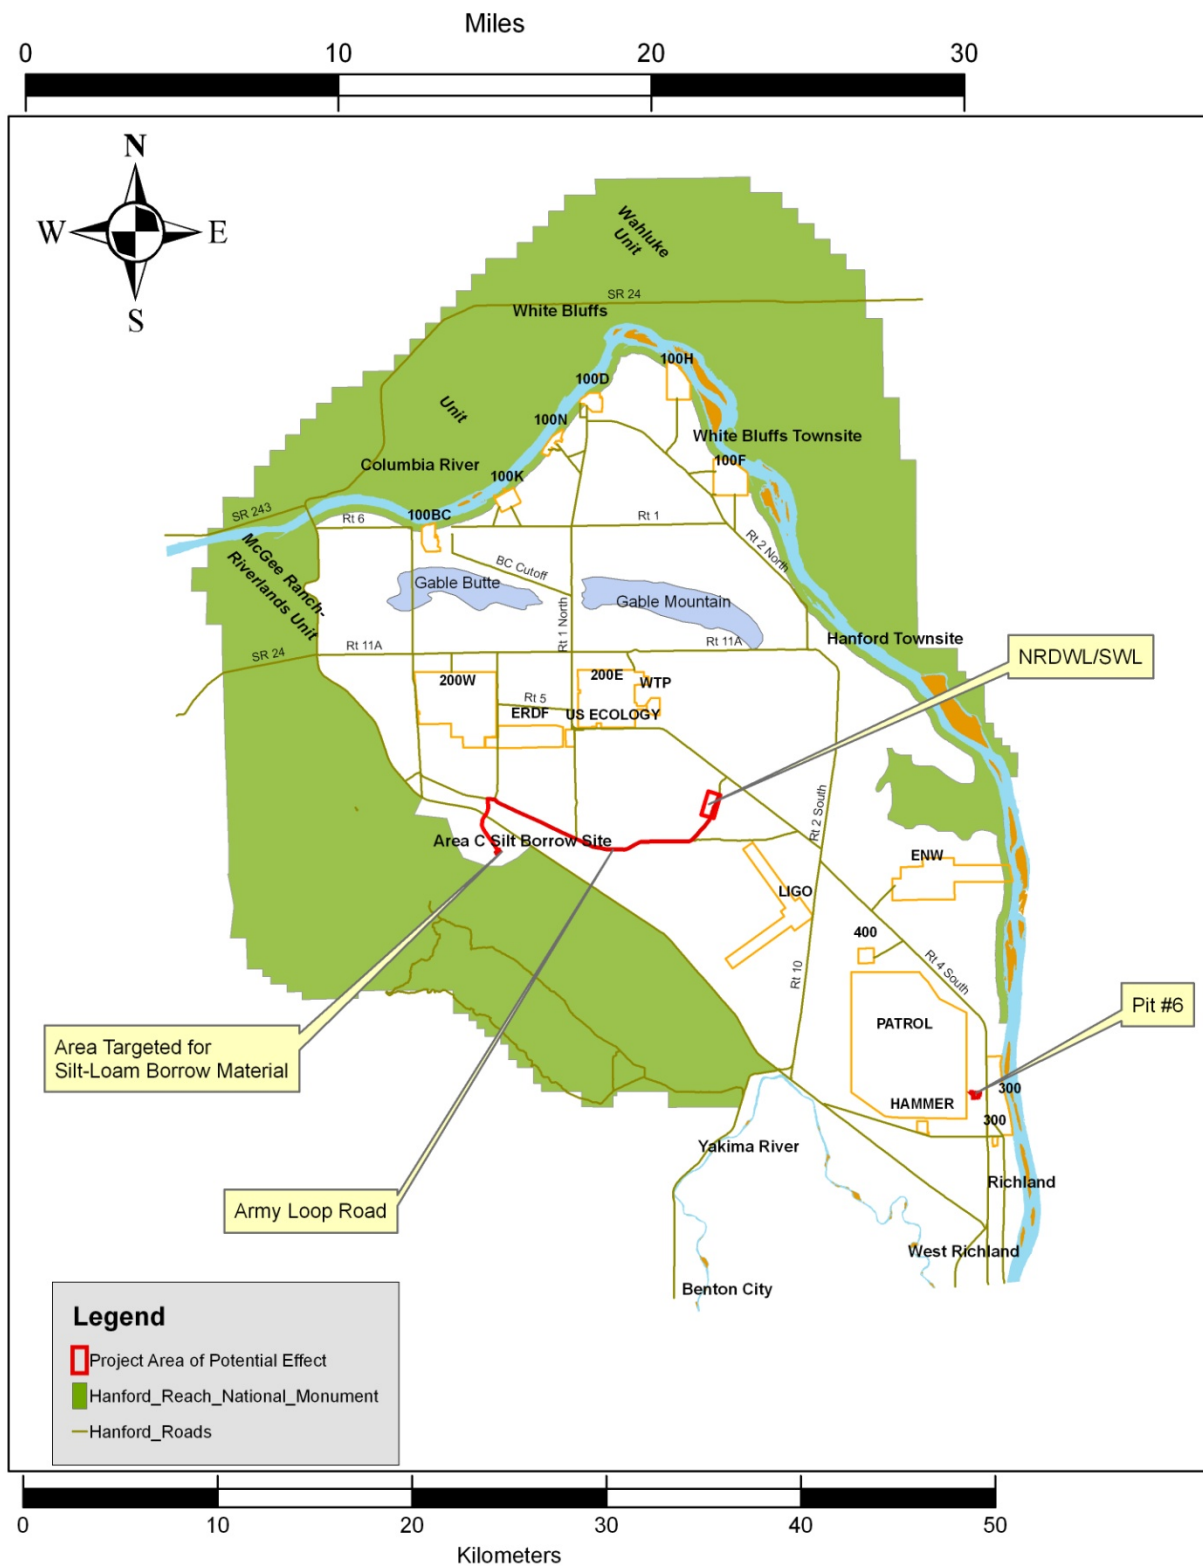 Miles
0 10 20 30
N
W E
S
Wahluke
Unit
SR 24
White Bluffs
100H
100D
Unit
100N
White Bluffs Townsite
Columbia River
100F
100K
SR 243
100BC
Rt 6
Rt 1
Rt 2 North
McGee Ranch-
Riverlands Unit
BC Cutoff
Gable Butte
Gable Mountain
Rt 1 North
Hanford Townsite
Rt 11A
Rt 11A
SR 24
NRDWL/SWL
200W
200E
WTP
Rt 5
ERDF
US ECOLOGY
Rt 2 South
Area C Silt Borrow Site
ENW
LIGO
400
Rt 4 South
Rt 10
Pit #6
PATROL
Area Targeted for
Silt-Loam Borrow Material
300
HAMMER
300
Yakima River
Richland
Army Loop Road
West Richland
Benton City
Legend
Project Area of Potential Effect
Hanford_Reach_National_Monument
Hanford_Roads
0 10 20 30 40 50
Kilometers